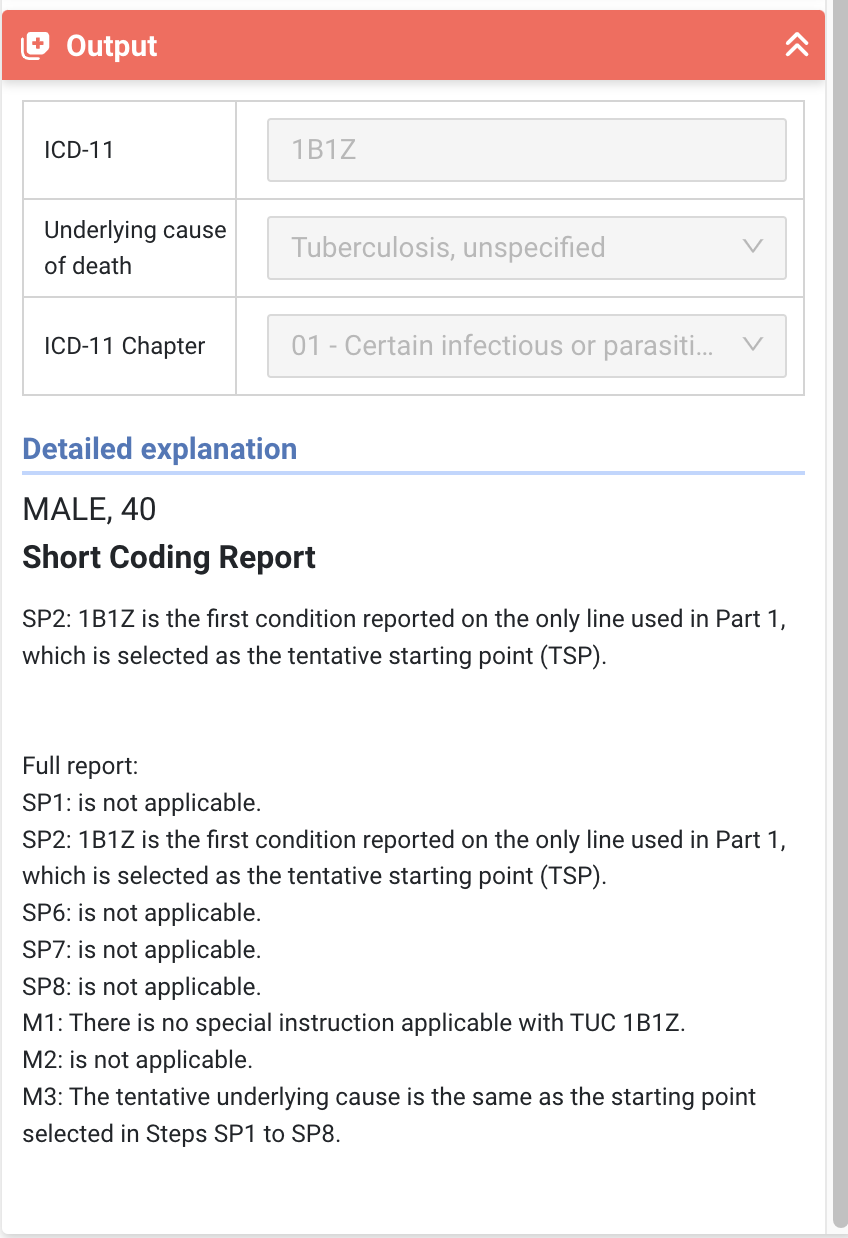 Output
ICD-11
1B1Z
Underlying cause
of death
Tuberculosis, unspecified
ICD-11 Chapter
01 - Certain infectious or parasiti...
Detailed explanation
MALE, 40
Short Coding Report
SP2: 1B1Z is the first condition reported on the only line used in Part 1,
which is selected as the tentative starting point (TSP).
Full report:
SP1: is not applicable.
SP2: 1B1Z is the first condition reported on the only line used in Part 1,
which is selected as the tentative starting point (TSP).
SP6: is not applicable.
SP7: is not applicable.
SP8: is not applicable.
M1: There is no special instruction applicable with TUC 1B1Z.
M2: is not applicable.
M3: The tentative underlying cause is the same as the starting point
selected in Steps SP1 to SP8.